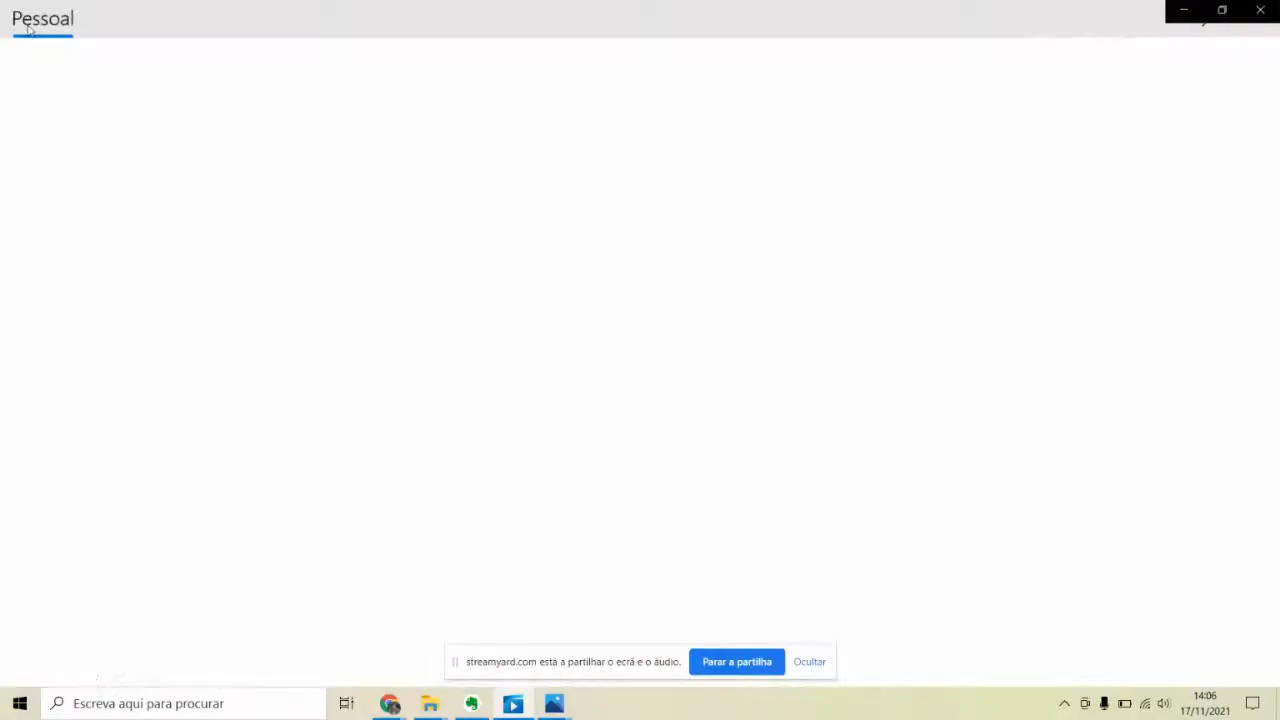 Pessoal
streamyard.com está a partilhar o ecrã e o áudio.
Parar a partilha
Ocultar
Escreva aqui para procurar
14:06
17/11/2021